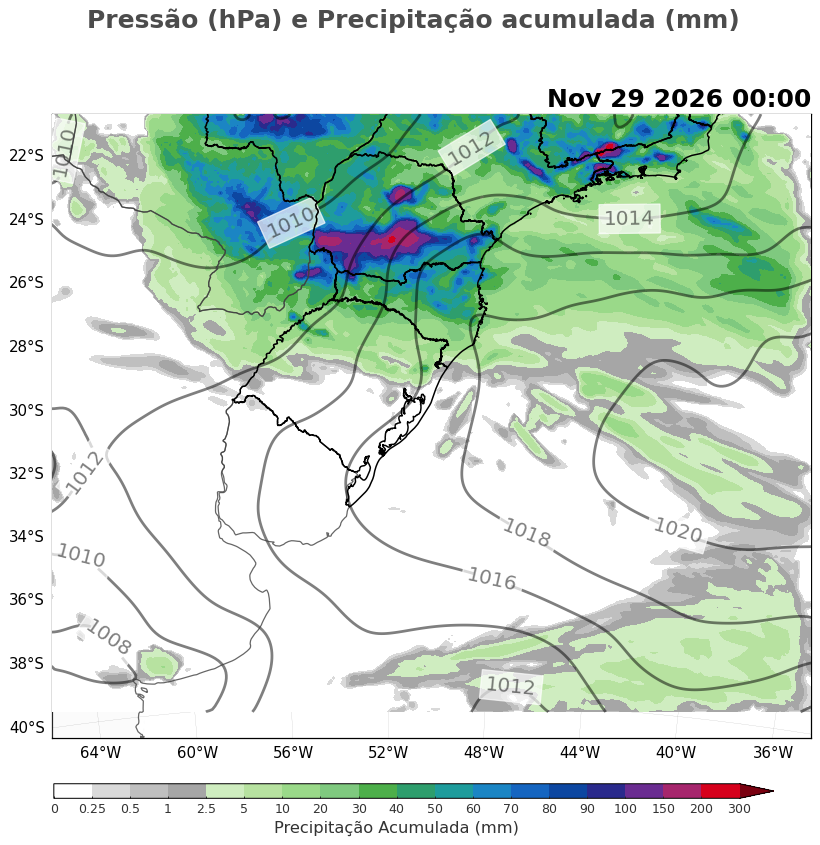 Pressão (hPa) e Precipitação acumulada (mm)
Nov 29 2026 00:00
22°S
24°S
26°S
28°S
30°S
32°S
34°S
36°S
38°S
40°S
1010
1012
1010
1014
1012
1010
1008
1018
1020
1016
1012
64°W 60°W 56°W 52°W 48°W 44°W 40°W 36°W
0 0.25 0.5 1 2.5 5 10 20 30 40 50 60 70 80 90 100 150 200 300
Precipitação Acumulada (mm)